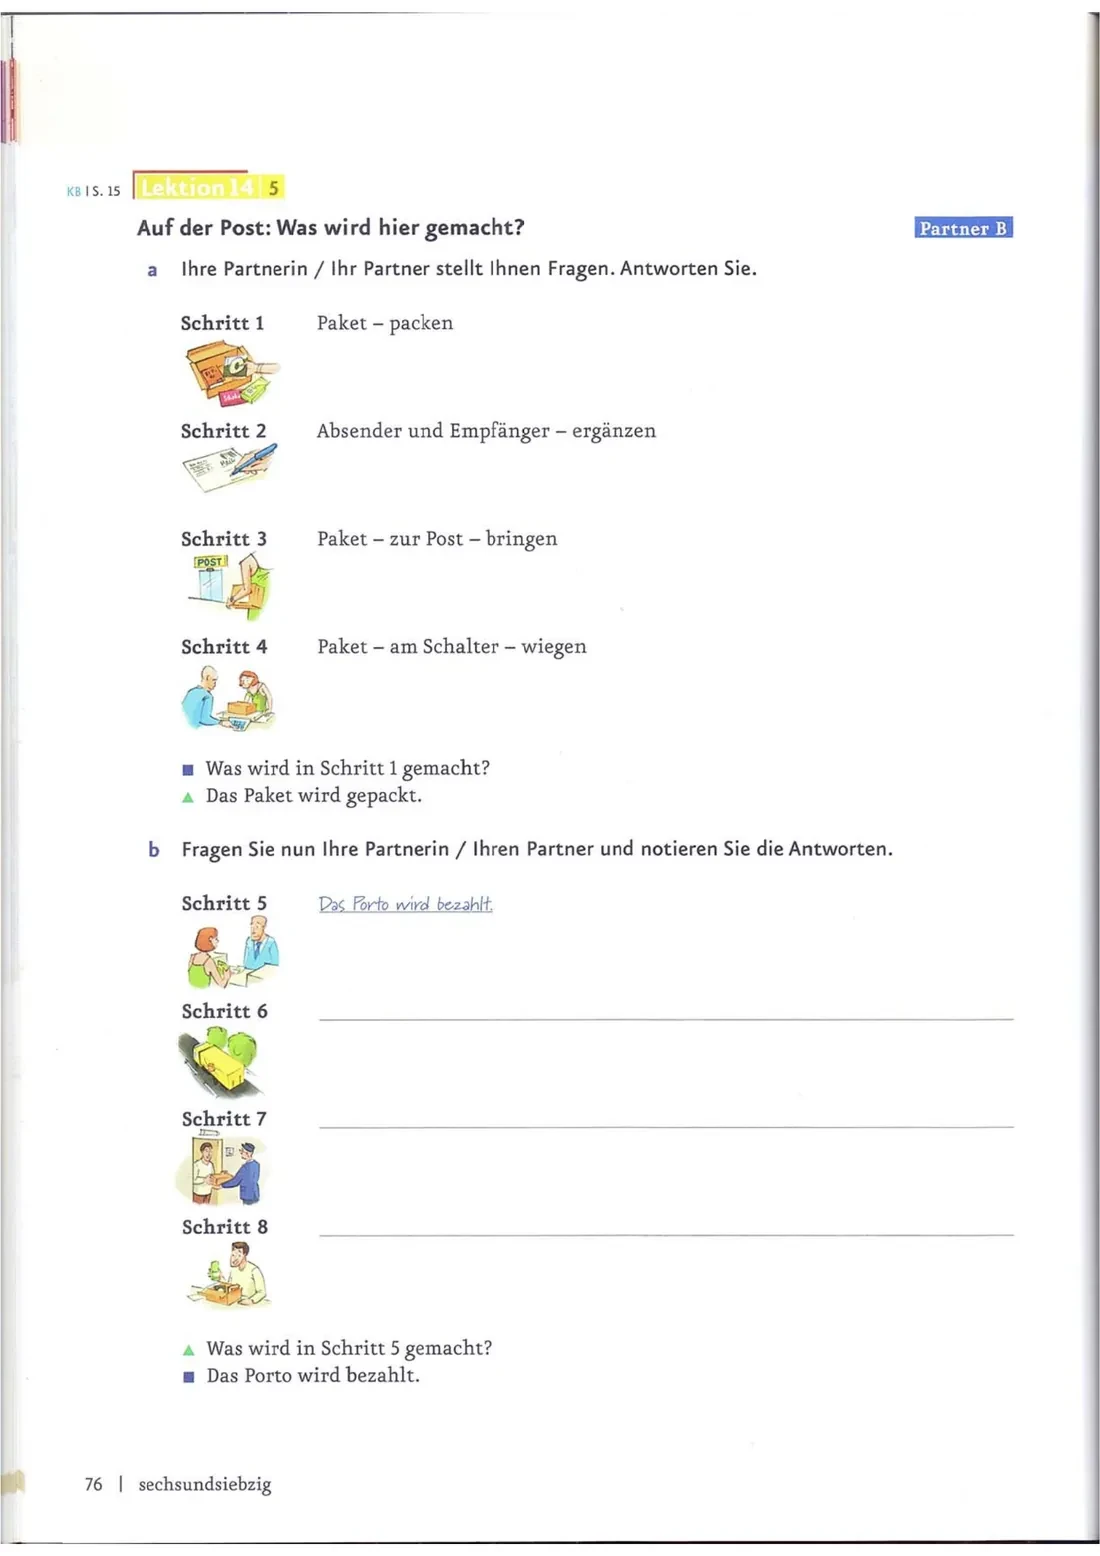 KB | S. 15 Lektion 14 5
Auf der Post: Was wird hier gemacht?
Partner B
a Ihre Partnerin / Ihr Partner stellt Ihnen Fragen. Antworten Sie.
Schritt 1 Paket – packen
Schritt 2 Absender und Empfänger – ergänzen
Schritt 3 Paket – zur Post – bringen
POST
Schritt 4 Paket – am Schalter – wiegen
■ Was wird in Schritt 1 gemacht?
▲ Das Paket wird gepackt.
b Fragen Sie nun Ihre Partnerin / Ihren Partner und notieren Sie die Antworten.
Schritt 5 Das Porto wird bezahlt.
Schritt 6
Schritt 7
Schritt 8
▲ Was wird in Schritt 5 gemacht?
■ Das Porto wird bezahlt.
76 | sechsundsiebzig